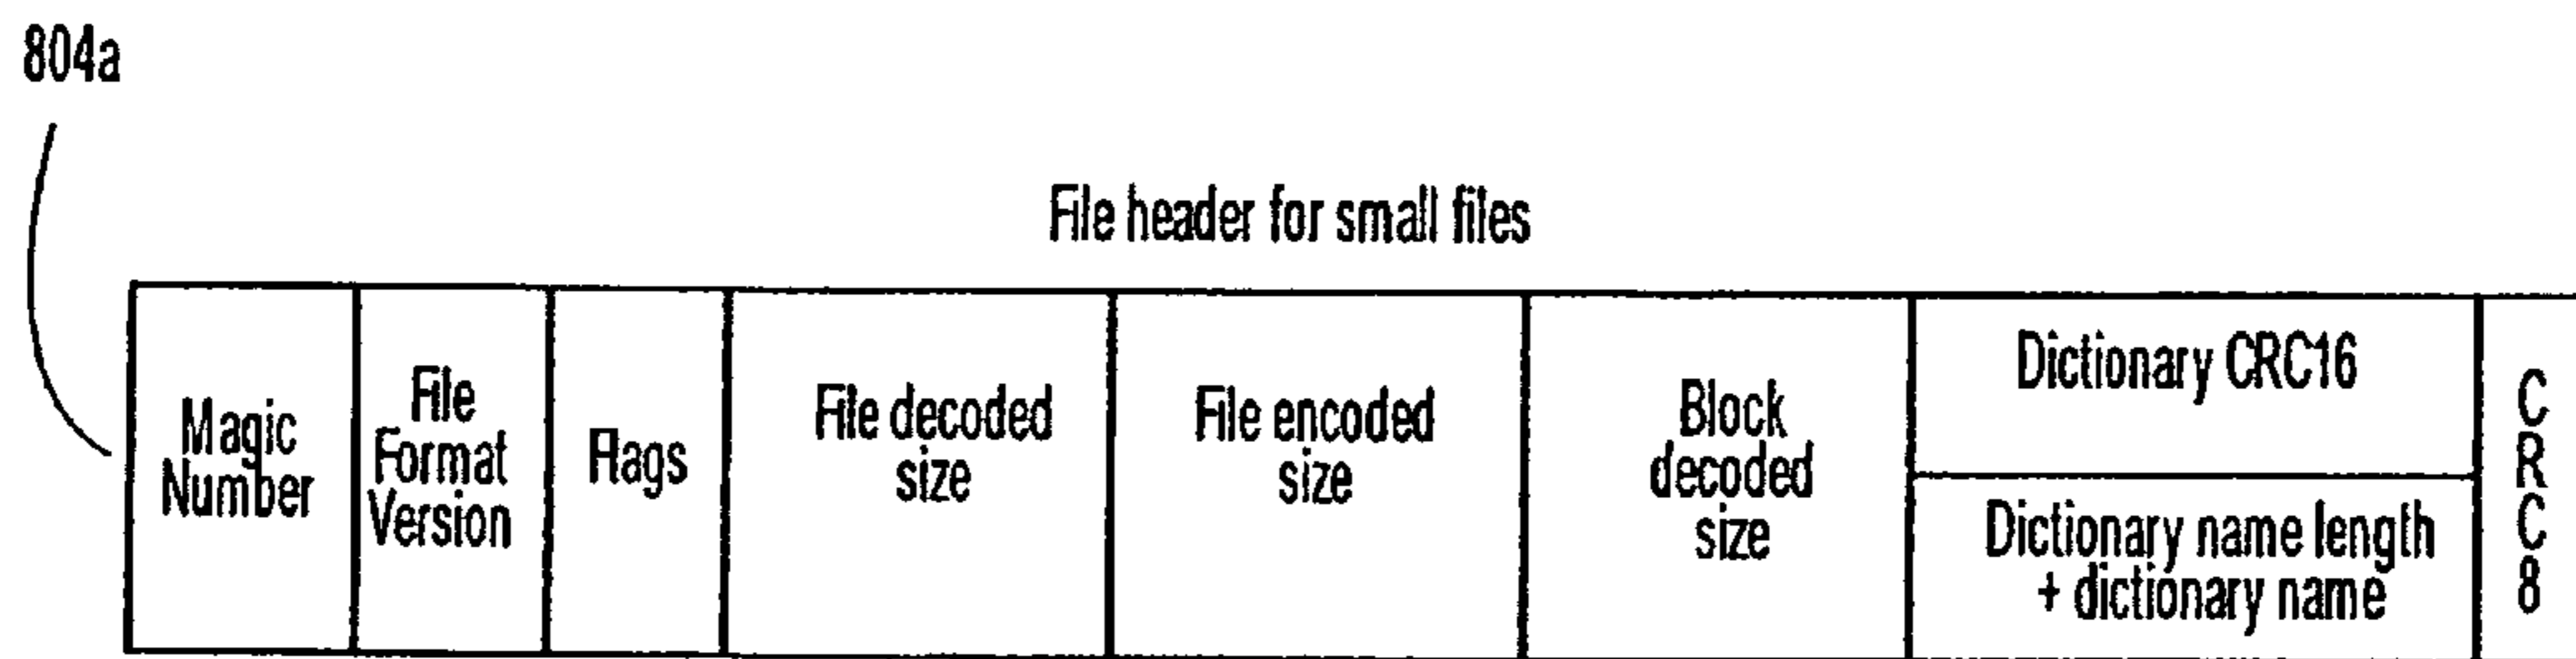 804a
File header for small files
Magic
Number
File
Format
Version
Flags
File decoded
size
File encoded
size
Block
decoded
size
Dictionary CRC16
Dictionary name length
+ dictionary name
C
R
C
8